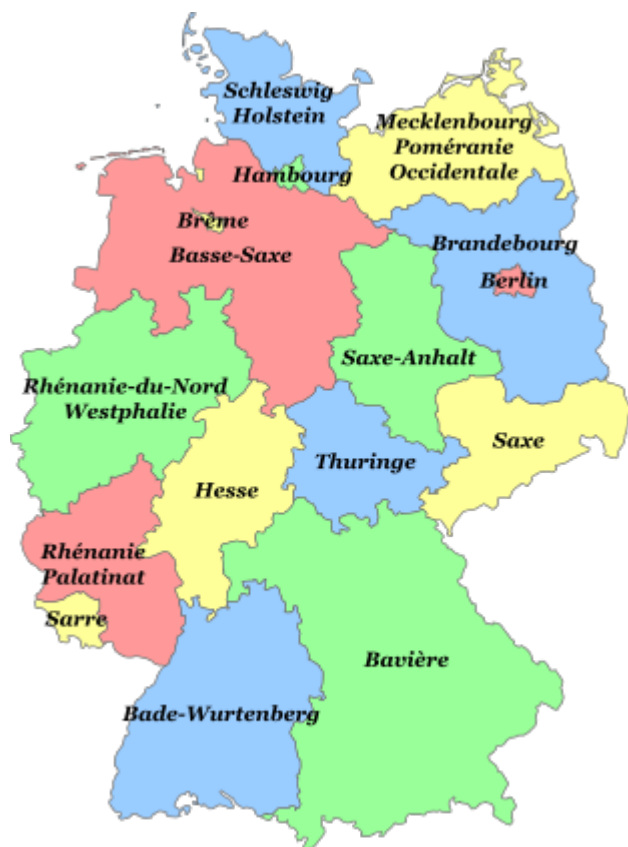 Schleswig
Holstein
Mecklenbourg
Poméranie
Occidentale
Hambourg
Brême
Basse-Saxe
Brandebourg
Berlin
Saxe-Anhalt
Rhénanie-du-Nord
Westphalie
Saxe
Thuringe
Hesse
Rhénanie
Palatinat
Sarre
Bavière
Bade-Wurtenberg